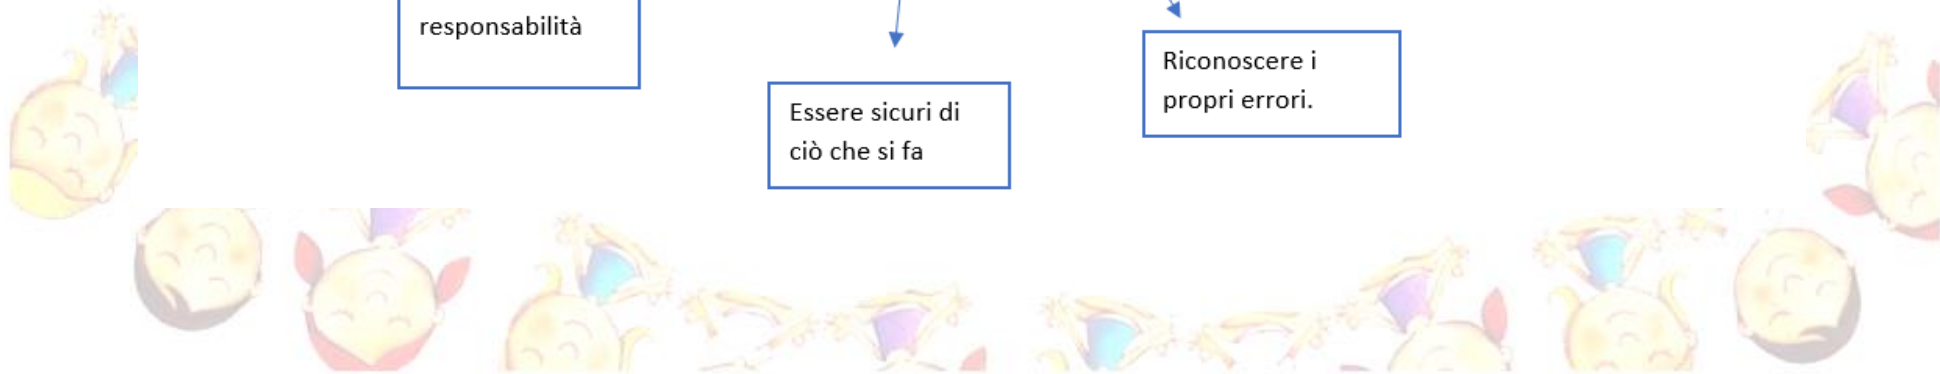 responsabilità
Essere sicuri di
ciò che si fa
Riconoscere i
propri errori.